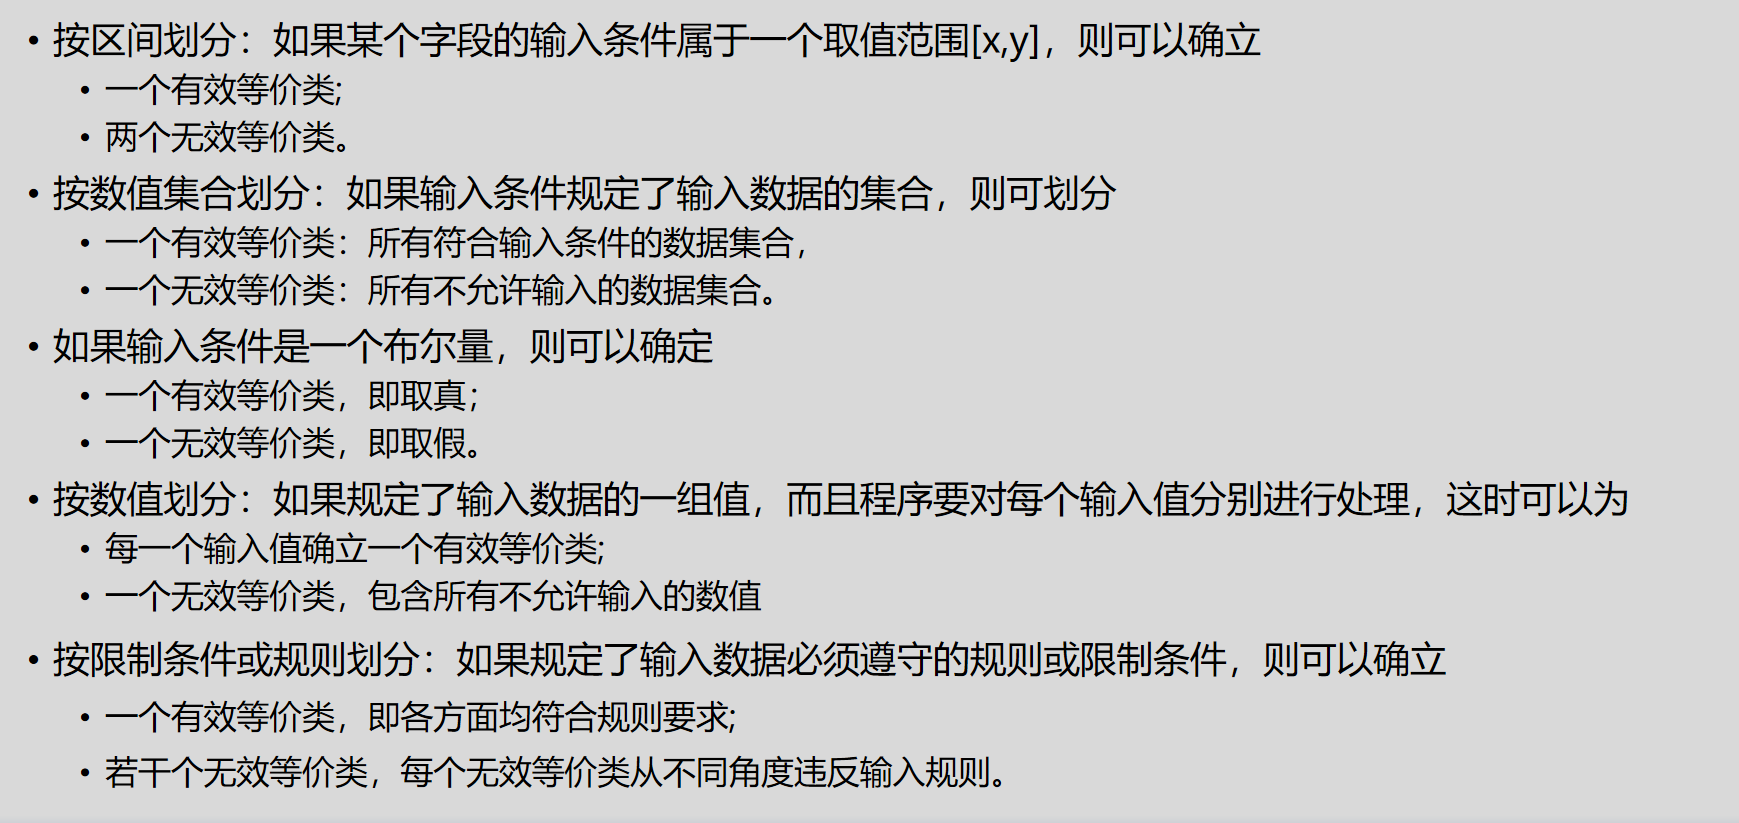 • 按区间划分：如果某个字段的输入条件属于一个取值范围[x,y]，则可以确立
• 一个有效等价类;
• 两个无效等价类。
• 按数值集合划分：如果输入条件规定了输入数据的集合，则可划分
• 一个有效等价类：所有符合输入条件的数据集合，
• 一个无效等价类：所有不允许输入的数据集合。
• 如果输入条件是一个布尔量，则可以确定
• 一个有效等价类，即取真；
• 一个无效等价类，即取假。
• 按数值划分：如果规定了输入数据的一组值，而且程序要对每个输入值分别进行处理，这时可以为
• 每一个输入值确立一个有效等价类;
• 一个无效等价类，包含所有不允许输入的数值
• 按限制条件或规则划分：如果规定了输入数据必须遵守的规则或限制条件，则可以确立
• 一个有效等价类，即各方面均符合规则要求;
• 若干个无效等价类，每个无效等价类从不同角度违反输入规则。